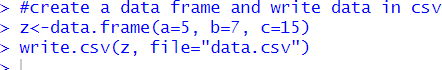 > #create a data frame and write data in csv
> z<-data.frame(a=5, b=7, c=15)
> write.csv(z, file="data.csv")
>